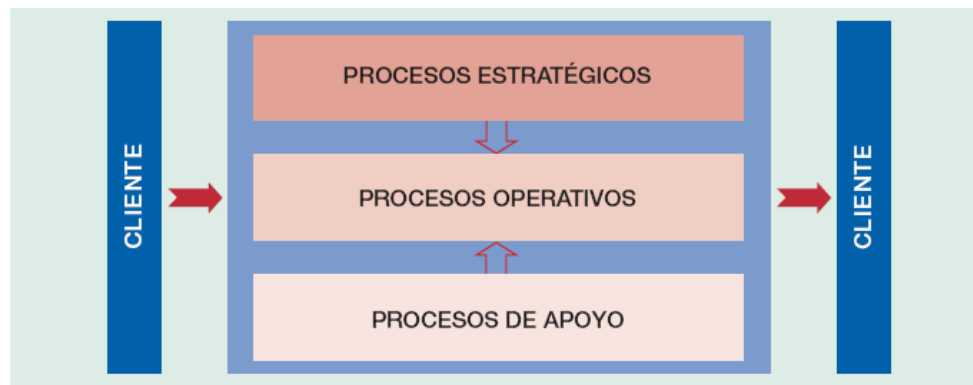 CLIENTE
PROCESOS ESTRATÉGICOS
PROCESOS OPERATIVOS
PROCESOS DE APOYO
CLIENTE